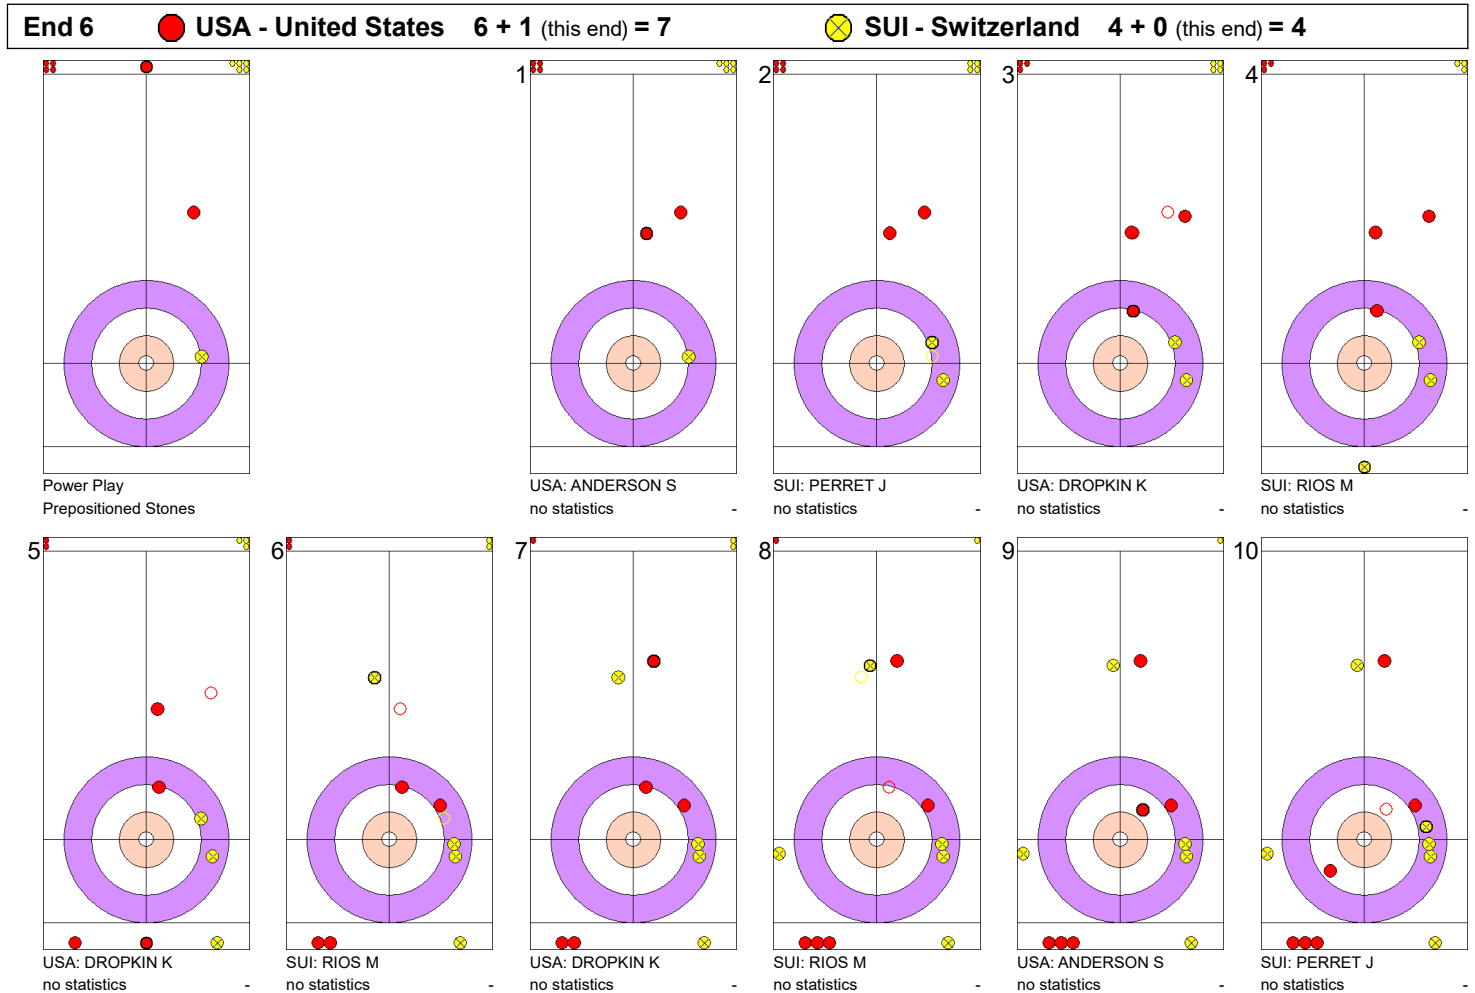 End 6 USA - United States 6 + 1 (this end) = 7 SUI - Switzerland 4 + 0 (this end) = 4
1 2 3 4
Power Play USA: ANDERSON S SUI: PERRET J USA: DROPKIN K SUI: RIOS M
Prepositioned Stones no statistics - no statistics - no statistics - no statistics -
5 6 7 8 9 10
USA: DROPKIN K SUI: RIOS M USA: DROPKIN K SUI: RIOS M USA: ANDERSON S SUI: PERRET J
no statistics - no statistics - no statistics - no statistics - no statistics - no statistics -